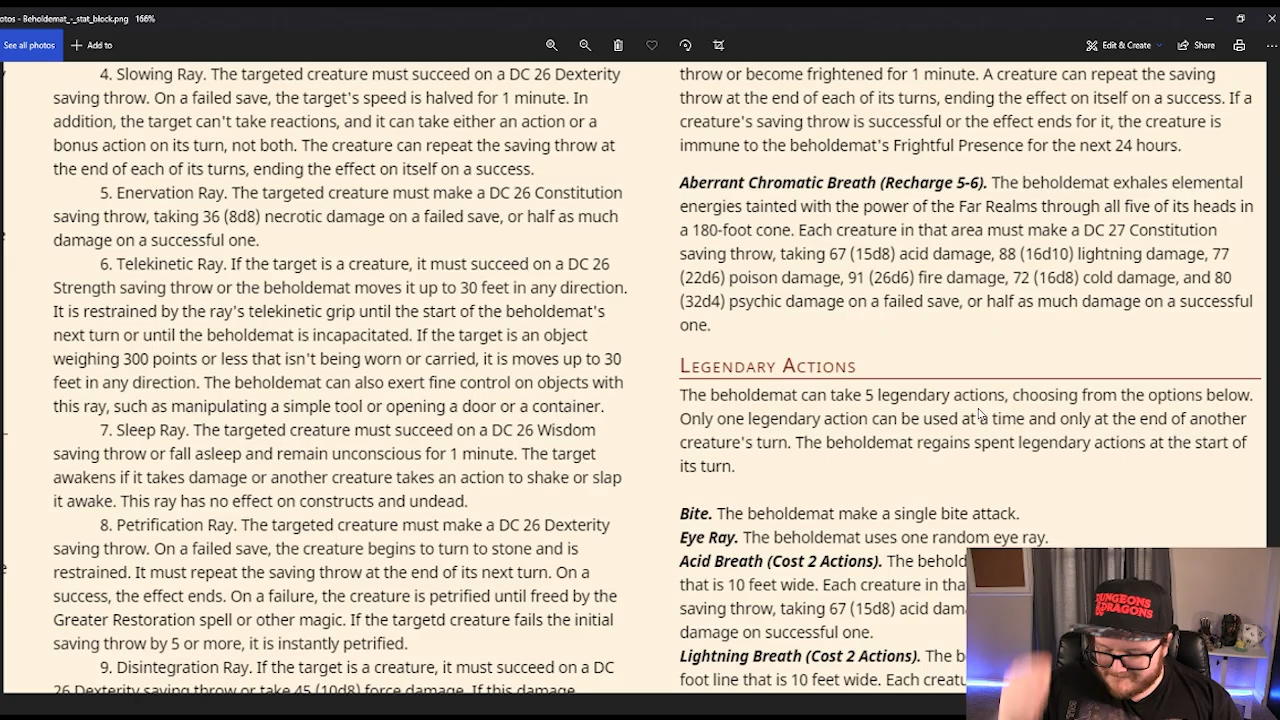 otos - Beholdemat_-_stat_block.png 166%
See all photos
Add to
Edit & Create
Share
4. Slowing Ray. The targeted creature must succeed on a DC 26 Dexterity
saving throw. On a failed save, the target's speed is halved for 1 minute. In
addition, the target can't take reactions, and it can take either an action or a
bonus action on its turn, not both. The creature can repeat the saving throw at
the end of each of its turns, ending the effect on itself on a success.
5. Enervation Ray. The targeted creature must make a DC 26 Constitution
saving throw, taking 36 (8d8) necrotic damage on a failed save, or half as much
damage on a successful one.
6. Telekinetic Ray. If the target is a creature, it must succeed on a DC 26
Strength saving throw or the beholdemat moves it up to 30 feet in any direction.
It is restrained by the ray's telekinetic grip until the start of the beholdemat's
next turn or until the beholdemat is incapacitated. If the target is an object
weighing 300 points or less that isn't being worn or carried, it is moves up to 30
feet in any direction. The beholdemat can also exert fine control on objects with
this ray, such as manipulating a simple tool or opening a door or a container.
7. Sleep Ray. The targeted creature must succeed on a DC 26 Wisdom
saving throw or fall asleep and remain unconscious for 1 minute. The target
awakens if it takes damage or another creature takes an action to shake or slap
it awake. This ray has no effect on constructs and undead.
8. Petrification Ray. The targeted creature must make a DC 26 Dexterity
saving throw. On a failed save, the creature begins to turn to stone and is
restrained. It must repeat the saving throw at the end of its next turn. On a
success, the effect ends. On a failure, the creature is petrified until freed by the
Greater Restoration spell or other magic. If the targetd creature fails the initial
saving throw by 5 or more, it is instantly petrified.
9. Disintegration Ray. If the target is a creature, it must succeed on a DC
26 Dexterity saving throw or take 45 (10d8) force damage. If this damage
throw or become frightened for 1 minute. A creature can repeat the saving
throw at the end of each of its turns, ending the effect on itself on a success. If a
creature's saving throw is successful or the effect ends for it, the creature is
immune to the beholdemat's Frightful Presence for the next 24 hours.
Aberrant Chromatic Breath (Recharge 5-6). The beholdemat exhales elemental
energies tainted with the power of the Far Realms through all five of its heads in
a 180-foot cone. Each creature in that area must make a DC 27 Constitution
saving throw, taking 67 (15d8) acid damage, 88 (16d10) lightning damage, 77
(22d6) poison damage, 91 (26d6) fire damage, 72 (16d8) cold damage, and 80
(32d4) psychic damage on a failed save, or half as much damage on a successful
one.
Legendary Actions
The beholdemat can take 5 legendary actions, choosing from the options below.
Only one legendary action can be used at a time and only at the end of another
creature's turn. The beholdemat regains spent legendary actions at the start of
its turn.
Bite. The beholdemat make a single bite attack.
Eye Ray. The beholdemat uses one random eye ray.
Acid Breath (Cost 2 Actions). The behold
that is 10 feet wide. Each creature in tha
saving throw, taking 67 (15d8) acid dam
damage on successful one.
Lightning Breath (Cost 2 Actions). The b
foot line that is 10 feet wide. Each creatu
DUNGEONS
& DRAGONS